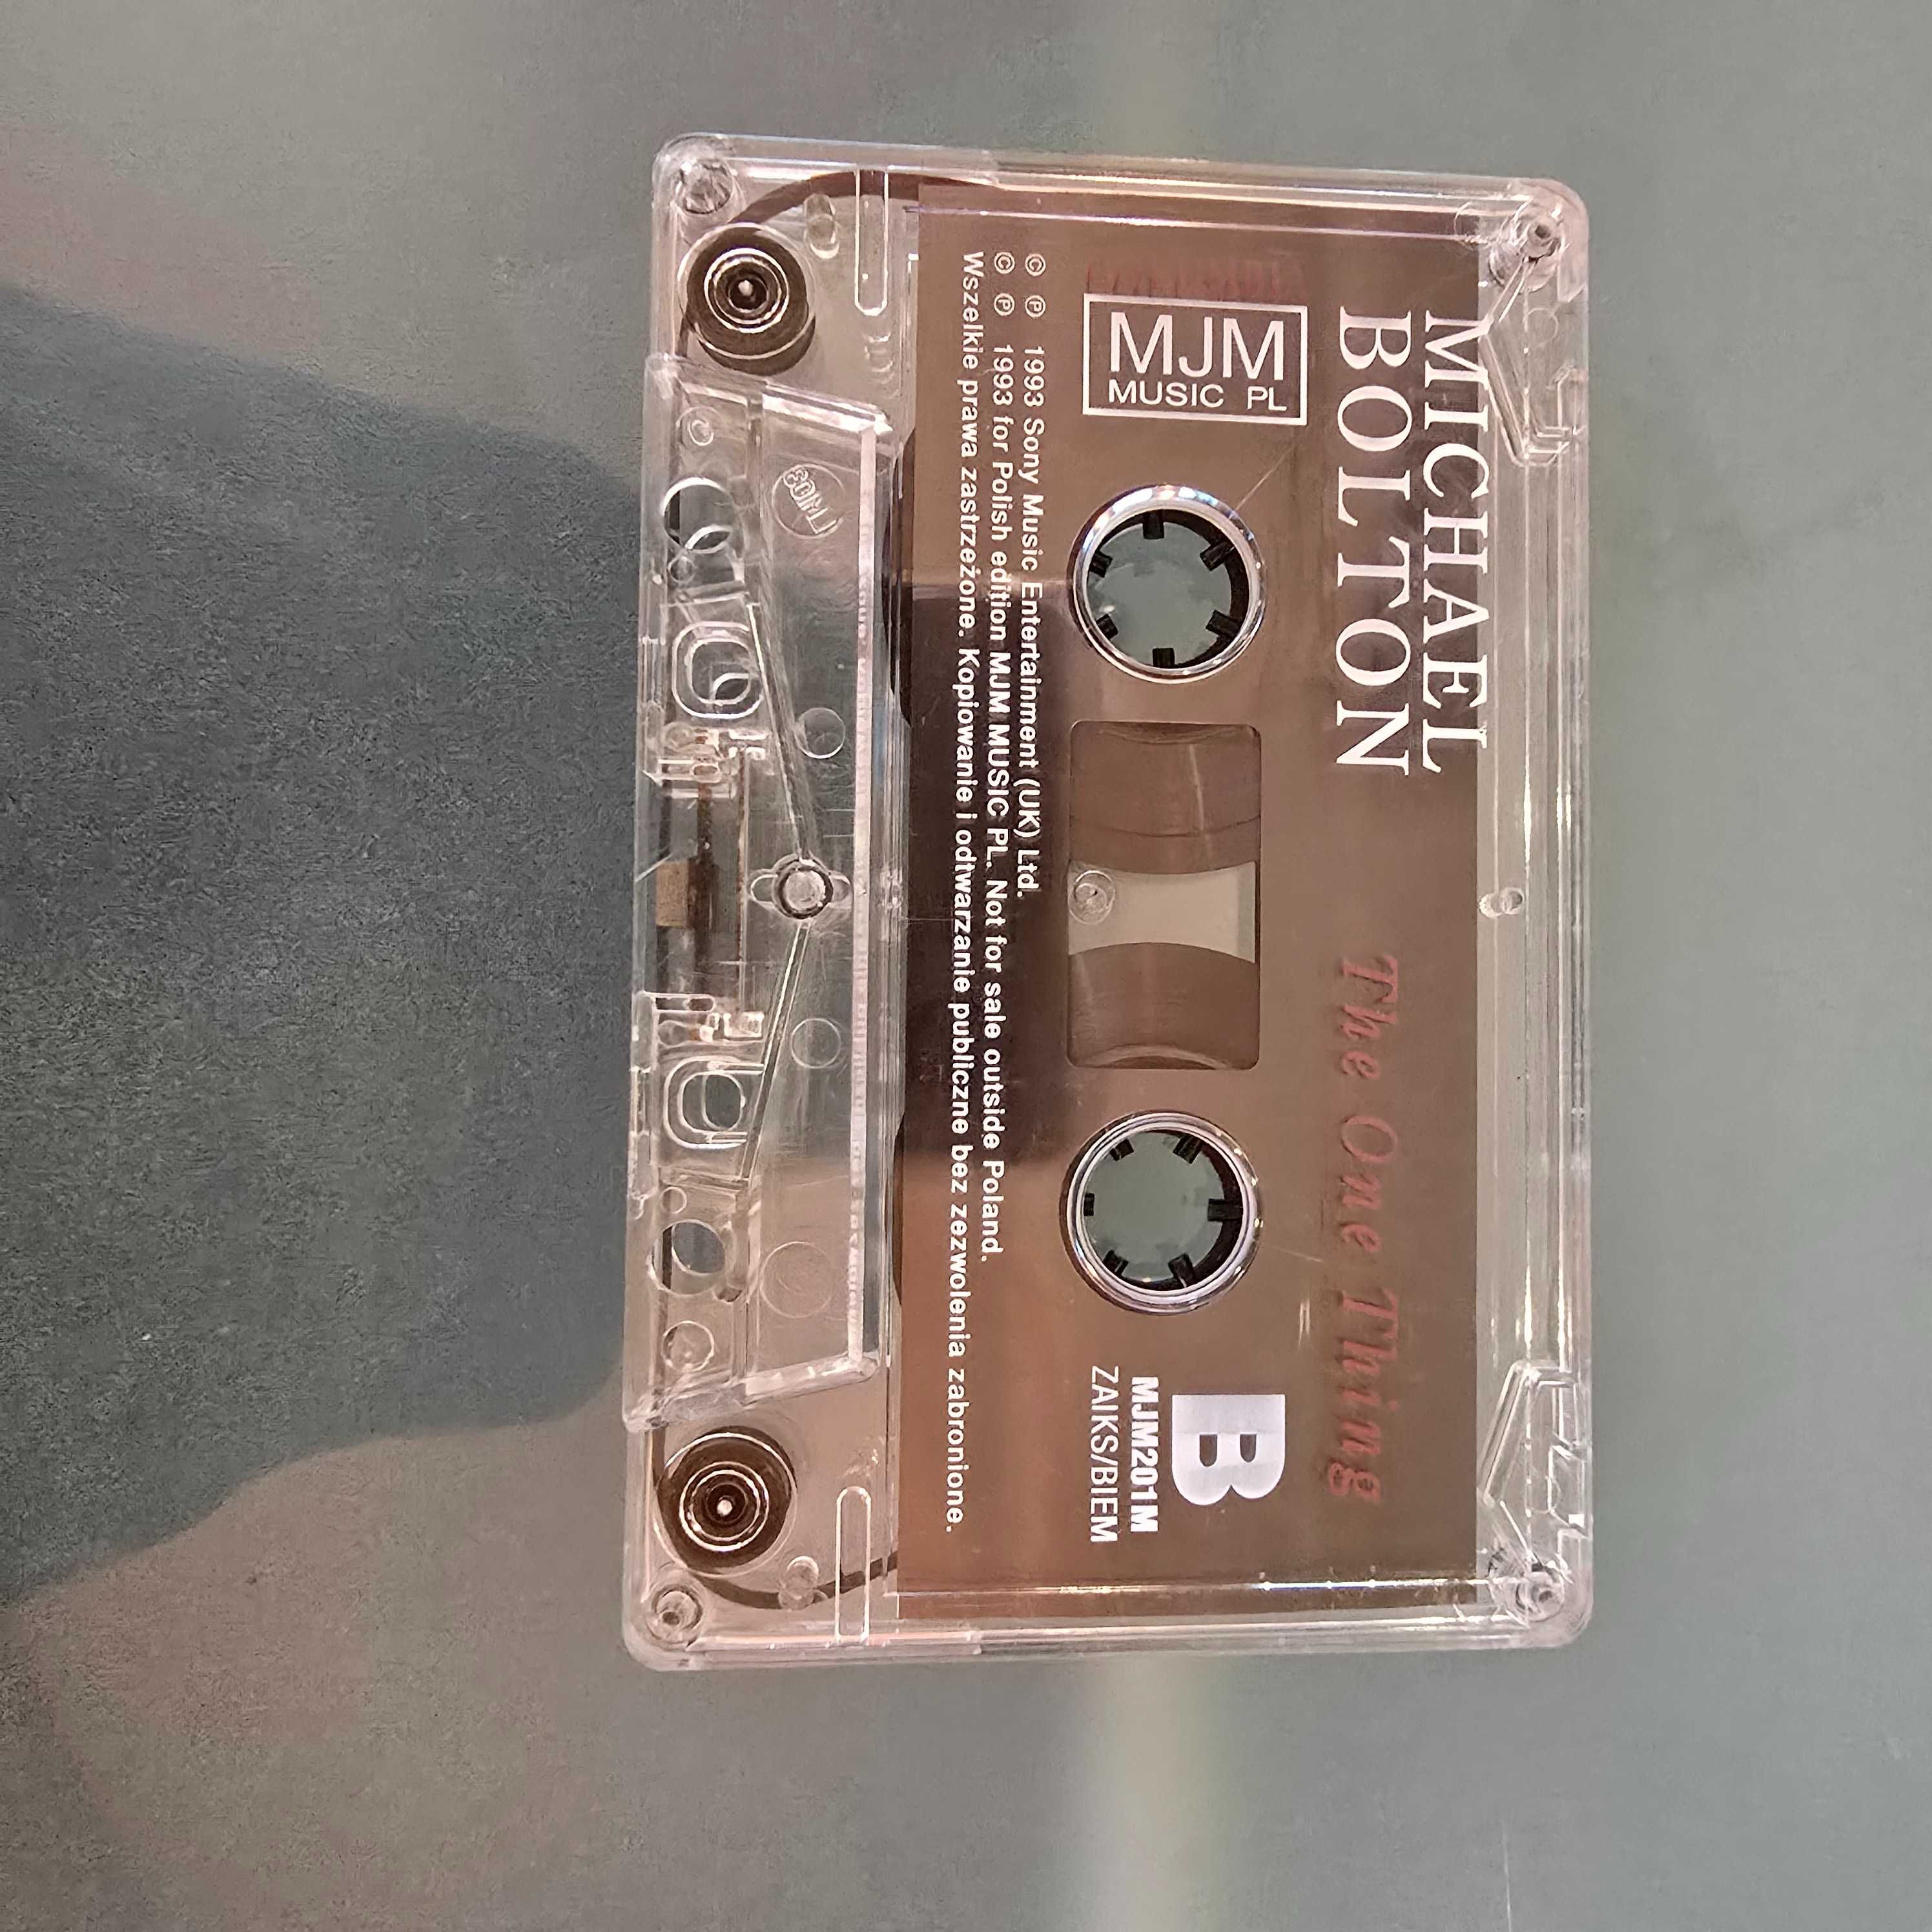 MICHAEL
BOLTON
The One Thing
MJM
MUSIC PL
B
MJM201M
ZAIKS/BIEM
© ℗ 1993 Sony Music Entertainment (UK) Ltd.
© ℗ 1993 for Polish edition MJM MUSIC PL. Not for sale outside Poland.
Wszelkie prawa zastrzeżone. Kopiowanie i odtwarzanie publiczne bez zezwolenia zabronione.